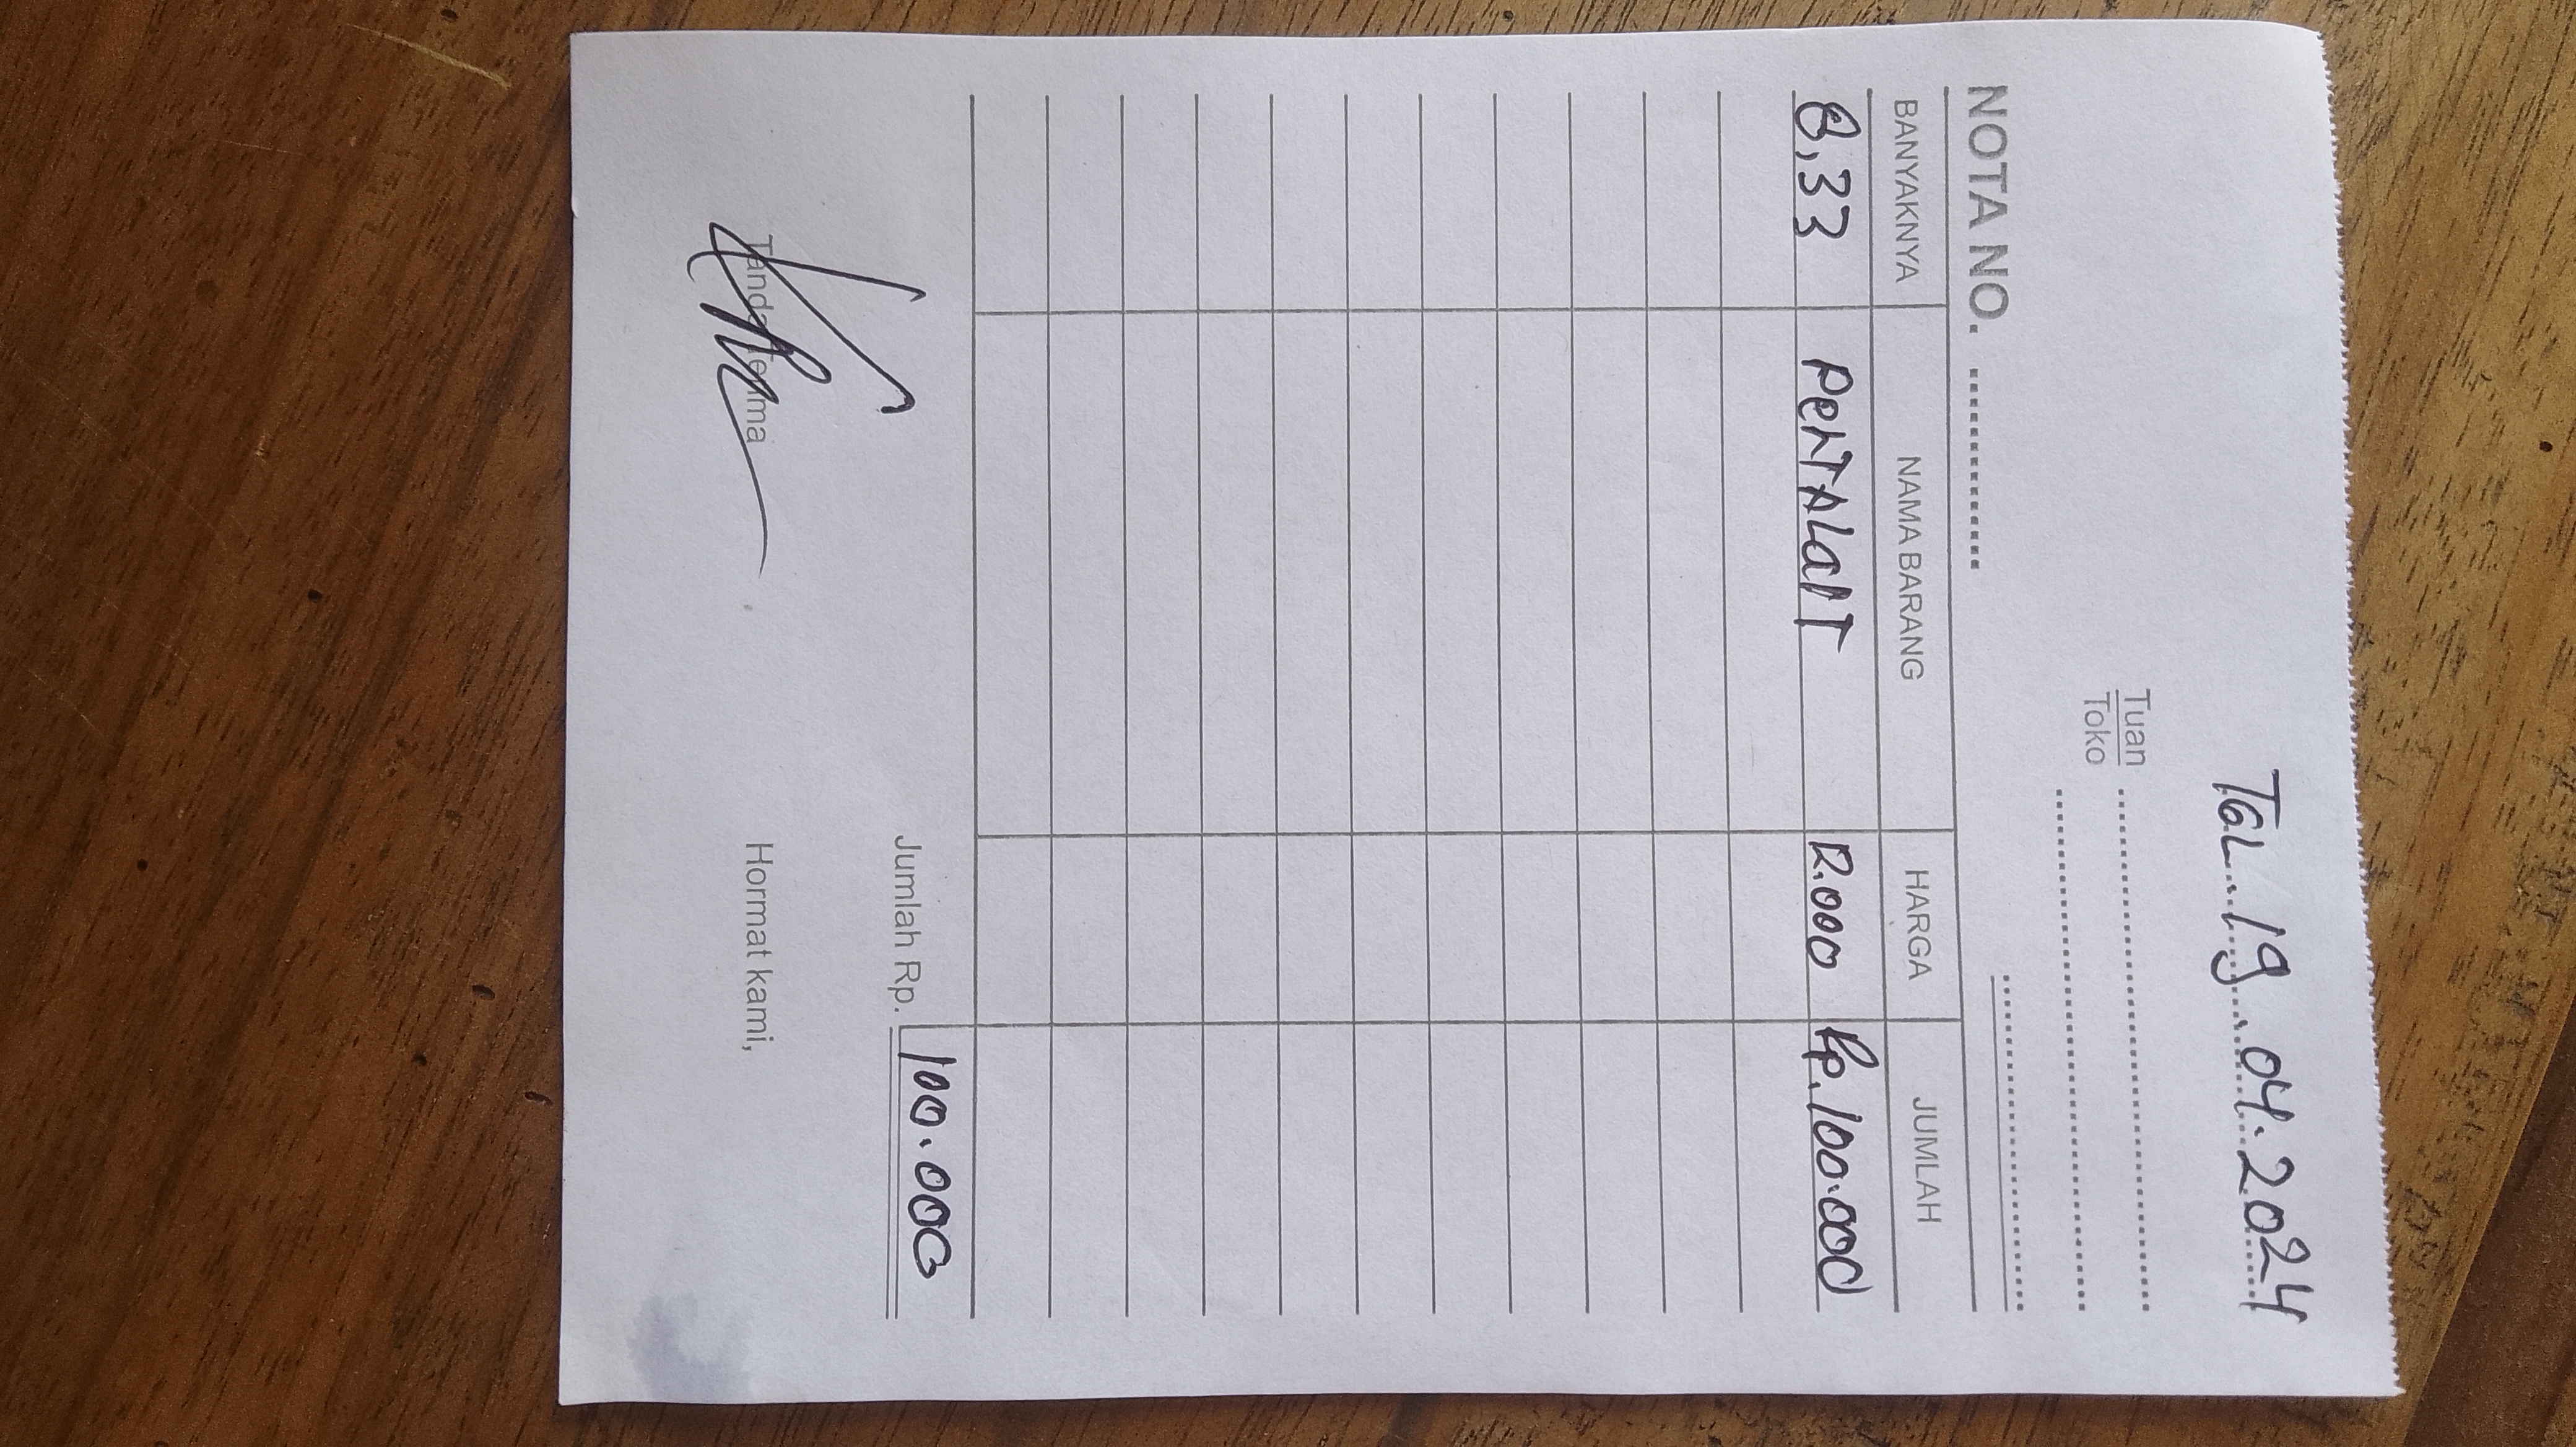 TGL. 19.04.2024
Tuan
Toko
NOTA NO.
BANYAKNYA NAMA BARANG HARGA JUMLAH
8,33 PERTALAIT 12.000 Rp.100.000
Jumlah Rp. 100.000
Tanda Terima Hormat kami,